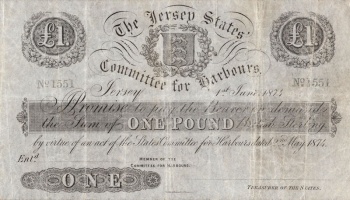 £1 The Jersey States' £1
Committee for Harbours,
No 1551 No 1551
Jersey 1st June 1874
Promise to pay the Bearer on demand
the Sum of ONE POUND British Sterling
by virtue of an act of the States Committee for Harbours dated 2nd May 1874.
Entd.
MEMBER OF THE
COMMITTEE FOR HARBOURS.
ONE
TREASURER OF THE STATES.